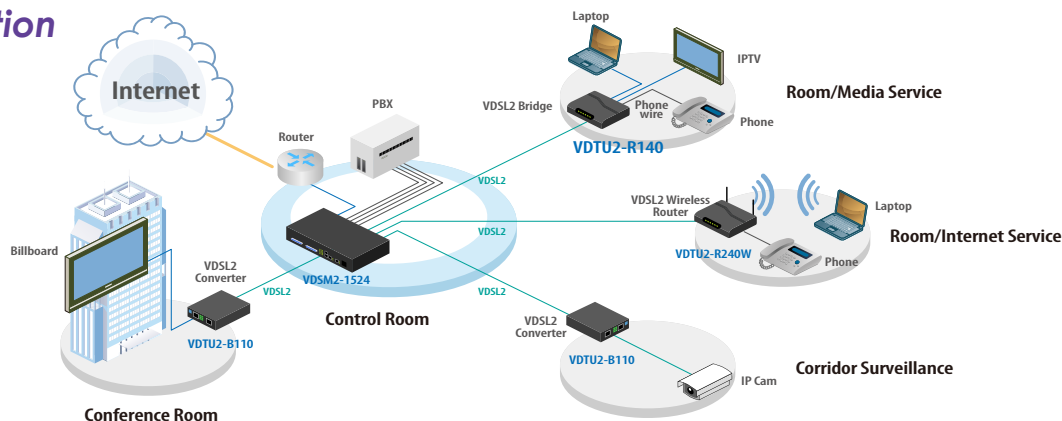 tion
Internet
Router
PBX
Laptop
IPTV
VDSL2 Bridge
Phone
wire
Phone
VDTU2-R140
Room/Media Service
VDSL2
VDSL2 Wireless
Router
VDTU2-R240W
Laptop
Phone
Room/Internet Service
VDSL2
Billboard
VDSL2
Converter
VDTU2-B110
VDSL2
VDSM2-1524
Control Room
VDSL2
VDSL2
Converter
VDTU2-B110
IP Cam
Corridor Surveillance
Conference Room